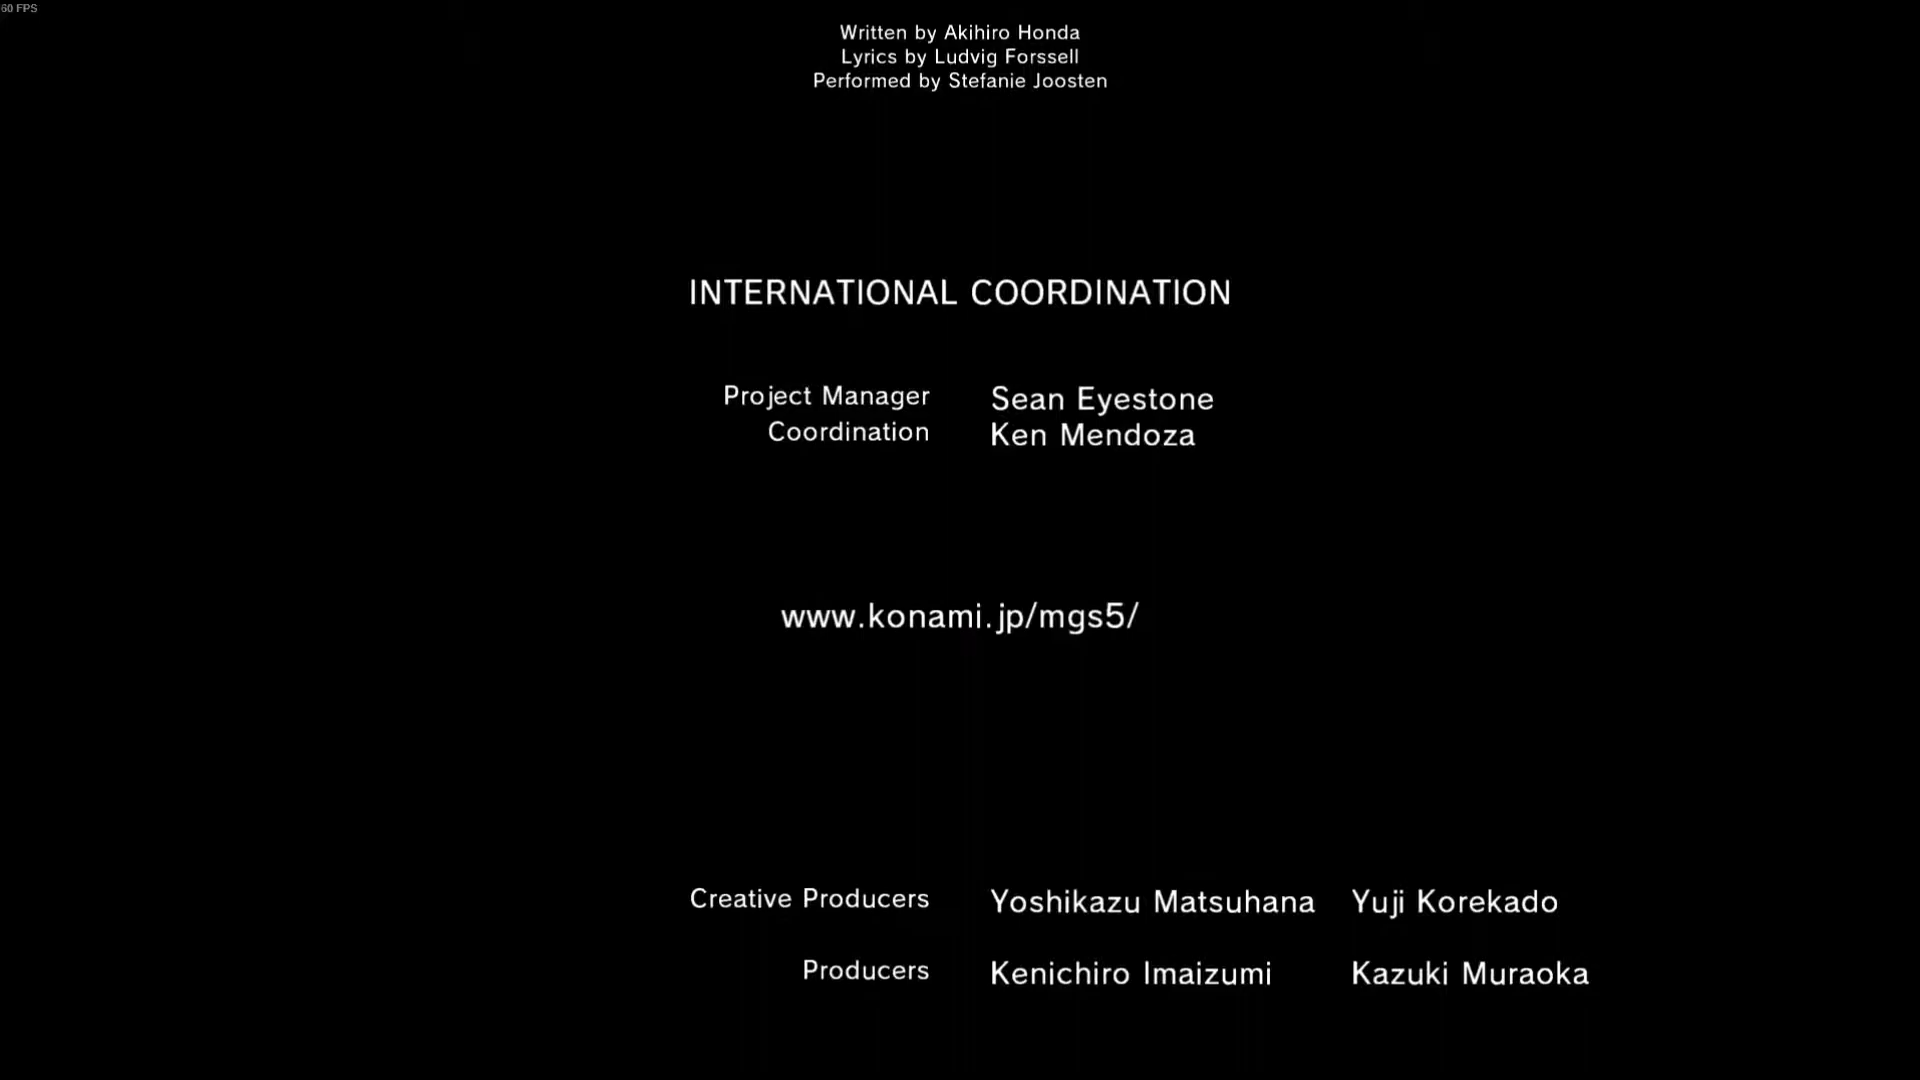 60 FPS
Written by Akihiro Honda
Lyrics by Ludvig Forssell
Performed by Stefanie Joosten
INTERNATIONAL COORDINATION
Project Manager Sean Eyestone
Coordination Ken Mendoza
www.konami.jp/mgs5/
Creative Producers Yoshikazu Matsuhana Yuji Korekado
Producers Kenichiro Imaizumi Kazuki Muraoka